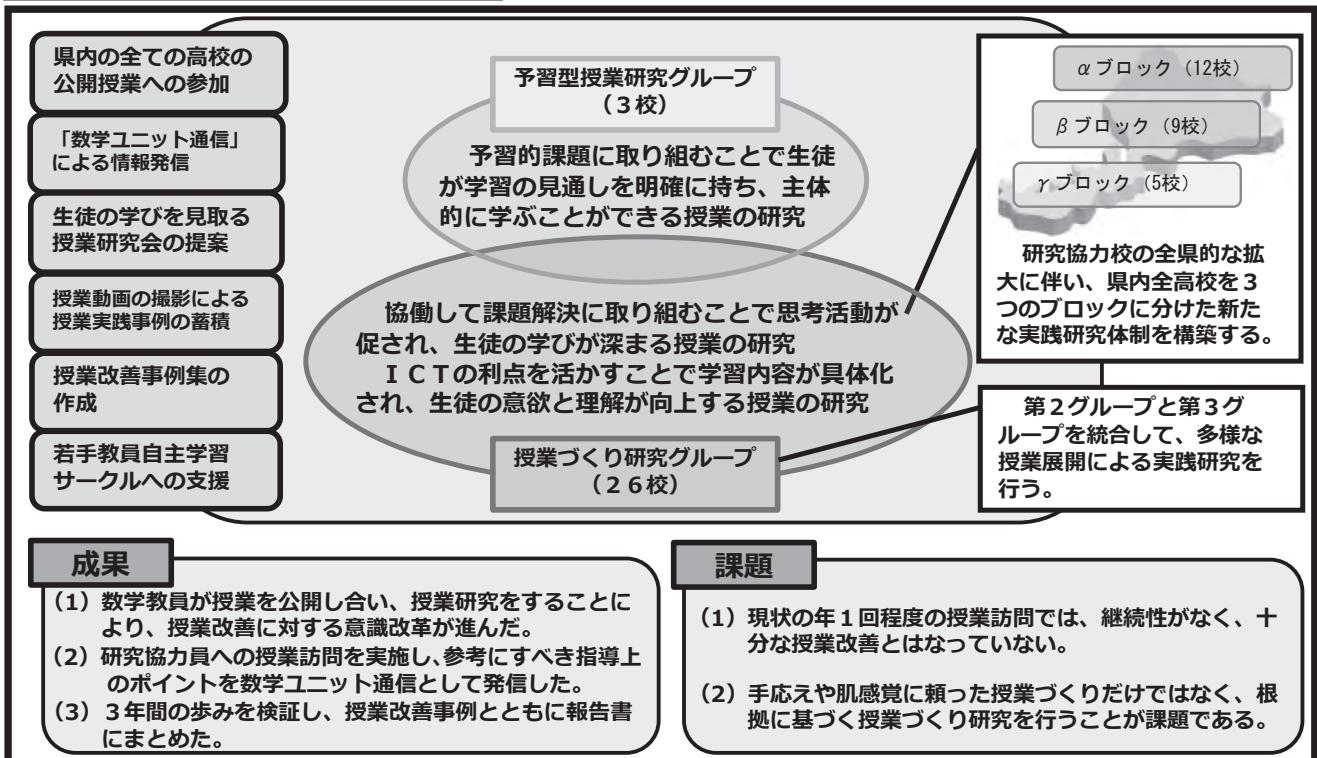 県内の全ての高校の
公開授業への参加
「数学ユニット通信」
による情報発信
生徒の学びを見取る
授業研究会の提案
授業動画の撮影による
授業実践事例の蓄積
授業改善事例集の
作成
若手教員自主学習
サークルへの支援
予習型授業研究グループ
(3校)
予習的課題に取り組むことで生徒
が学習の見通しを明確に持ち、主体
的に学ぶことができる授業の研究
協働して課題解決に取り組むことで思考活動が
促され、生徒の学びが深まる授業の研究
ICTの利点を活かすことで学習内容が具体化
され、生徒の意欲と理解が向上する授業の研究
授業づくり研究グループ
(26校)
αブロック (12校)
βブロック (9校)
γブロック (5校)
研究協力校の全県的な拡
大に伴い、県内全高校を3
つのブロックに分けた新た
な実践研究体制を構築する。
第2グループと第3グ
ループを統合して、多様な
授業展開による実践研究を
行う。
成果
(1) 数学教員が授業を公開し合い、授業研究をすることに
より、授業改善に対する意識改革が進んだ。
(2) 研究協力員への授業訪問を実施し、参考にすべき指導上
のポイントを数学ユニット通信として発信した。
(3) 3年間の歩みを検証し、授業改善事例とともに報告書
にまとめた。
課題
(1) 現状の年1回程度の授業訪問では、継続性がなく、十
分な授業改善とはなっていない。
(2) 手応えや肌感覚に頼った授業づくりだけではなく、根
拠に基づく授業づくり研究を行うことが課題である。